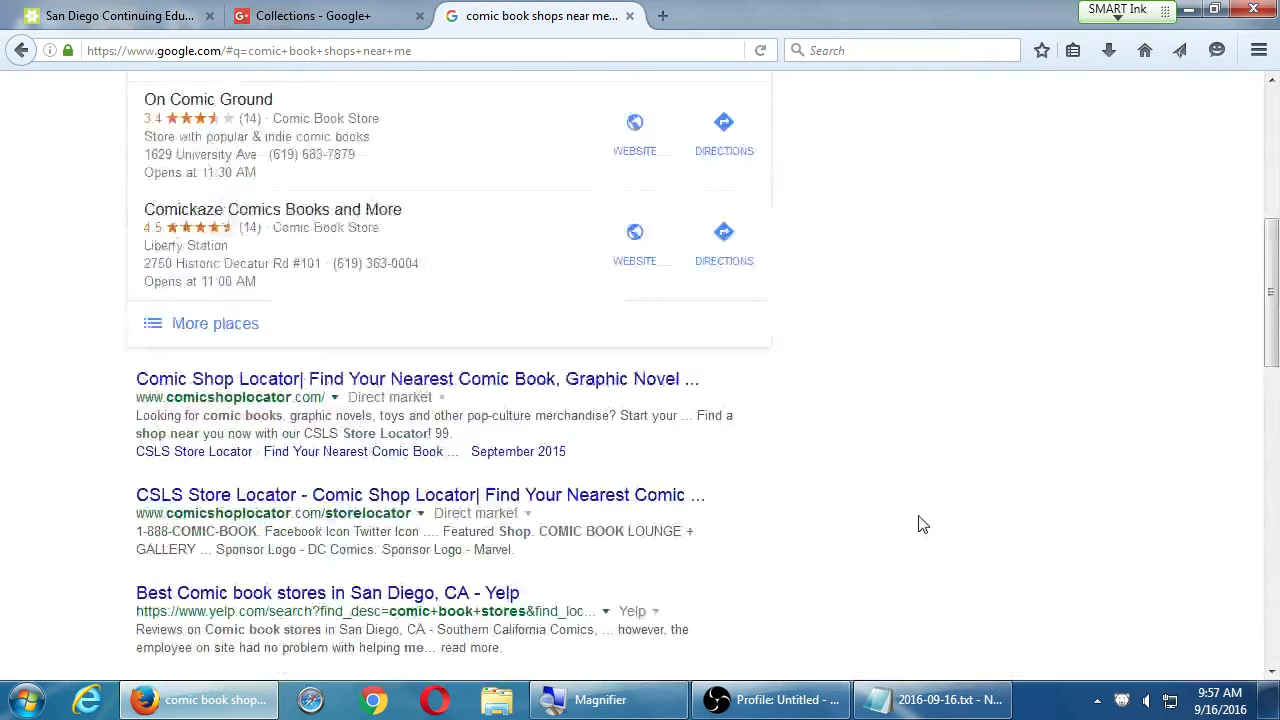 San Diego Continuing Edu...
Collections - Google+
comic book shops near me...
SMART Ink
https://www.google.com/#q=comic+book+shops+near+me
Search
On Comic Ground
3.4 (14) · Comic Book Store
Store with popular & indie comic books
1629 University Ave · (619) 683-7879
Opens at 11:30 AM
WEBSITE
DIRECTIONS
Comickaze Comics Books and More
4.5 (14) · Comic Book Store
Liberty Station
2750 Historic Decatur Rd #101 · (619) 363-0004
Opens at 11:00 AM
WEBSITE
DIRECTIONS
More places
Comic Shop Locator| Find Your Nearest Comic Book, Graphic Novel ...
www.comicshoplocator.com/ Direct market
Looking for comic books, graphic novels, toys and other pop-culture merchandise? Start your ... Find a
shop near you now with our CSLS Store Locator! 99.
CSLS Store Locator · Find Your Nearest Comic Book ... September 2015
CSLS Store Locator - Comic Shop Locator| Find Your Nearest Comic ...
www.comicshoplocator.com/storelocator Direct market
1-888-COMIC-BOOK. Facebook Icon Twitter Icon .... Featured Shop. COMIC BOOK LOUNGE +
GALLERY ... Sponsor Logo - DC Comics. Sponsor Logo - Marvel.
Best Comic book stores in San Diego, CA - Yelp
https://www.yelp.com/search?find_desc=comic+book+stores&find_loc... Yelp
Reviews on Comic book stores in San Diego, CA - Southern California Comics, ... however, the
employee on site had no problem with helping me... read more.
comic book shop...
Magnifier
Profile: Untitled - ...
2016-09-16.txt - N...
9:57 AM
9/16/2016